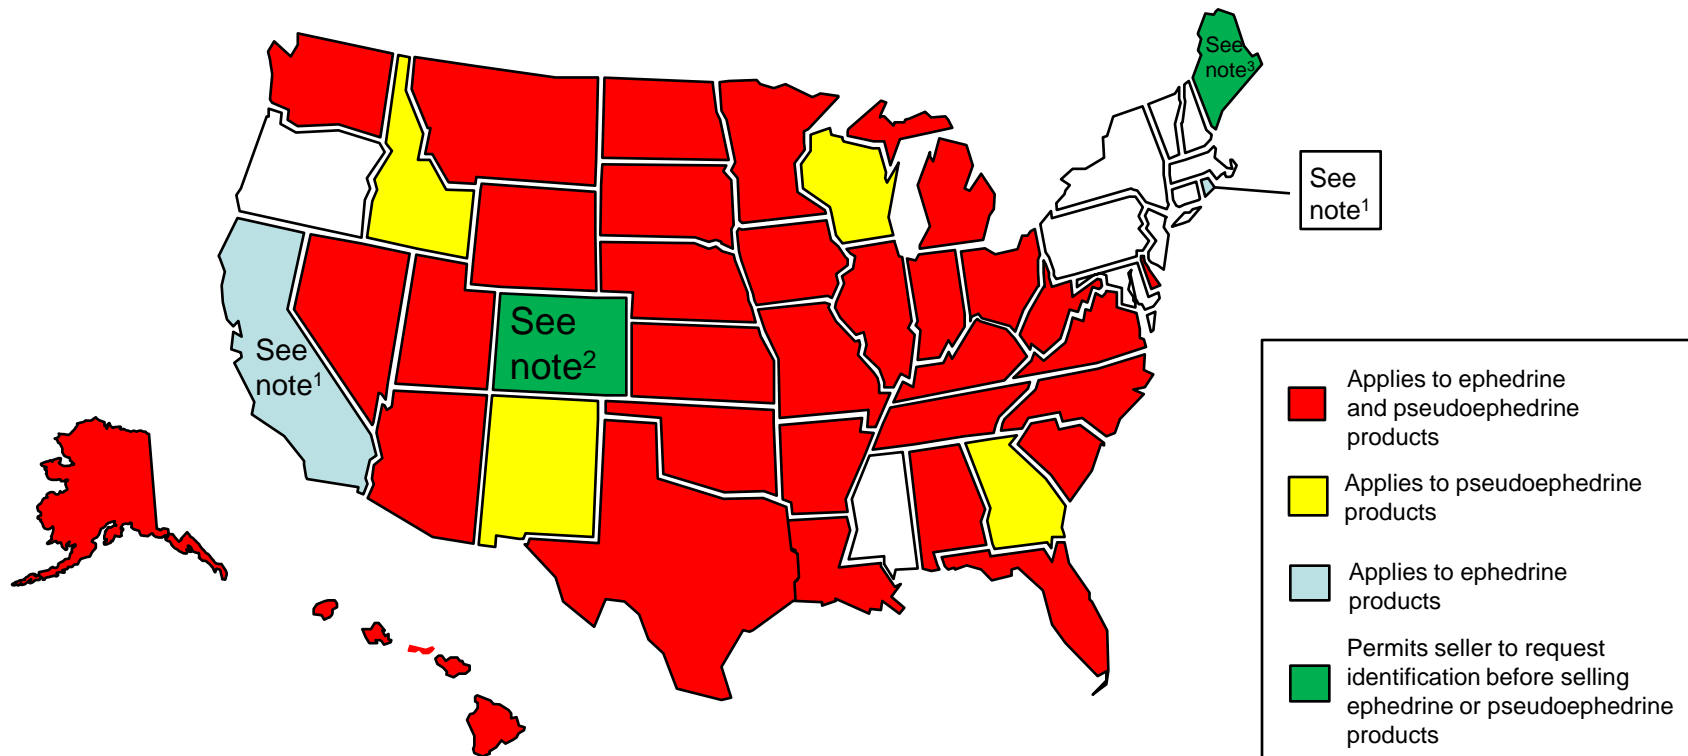 See
note³
See
note¹
See
note²
See
note¹
Applies to ephedrine
and pseudoephedrine
products
Applies to pseudoephedrine
products
Applies to ephedrine
products
Permits seller to request
identification before selling
ephedrine or pseudoephedrine
products